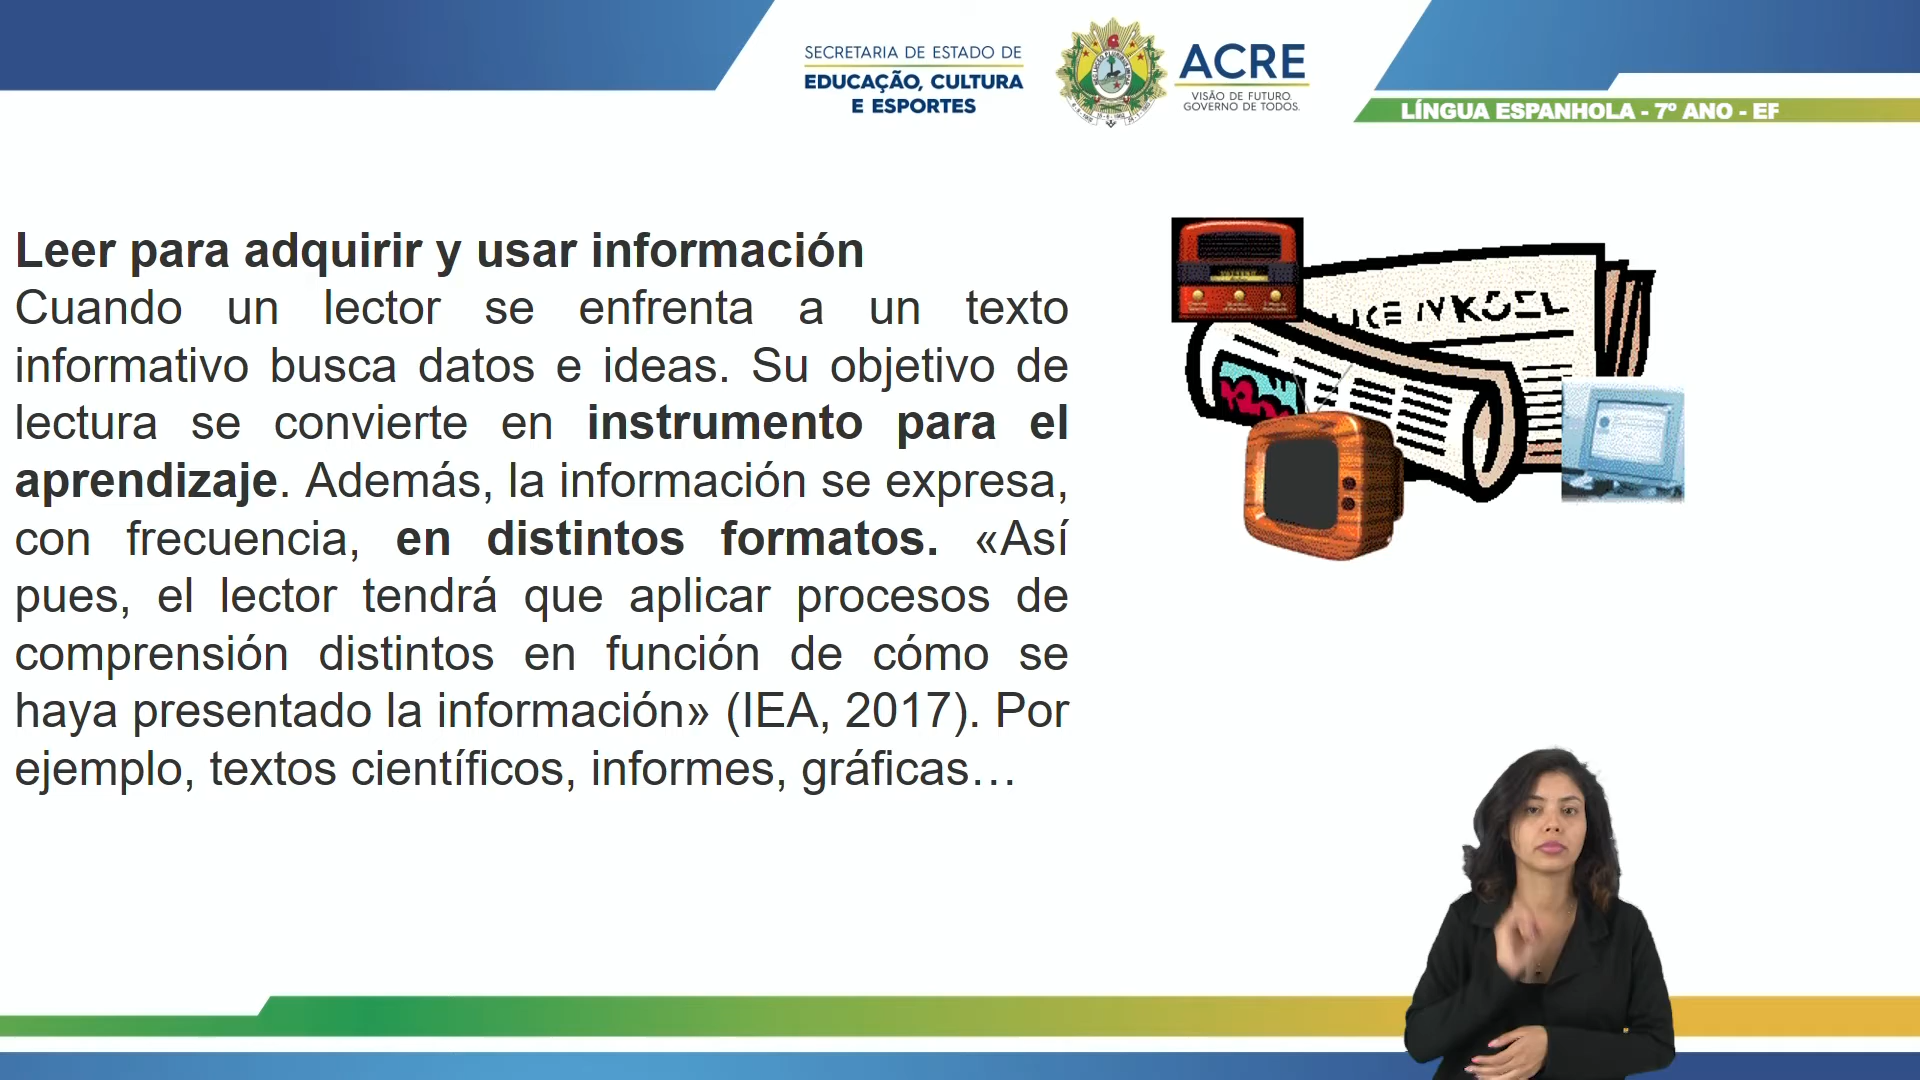 SECRETARIA DE ESTADO DE
EDUCAÇÃO, CULTURA
E ESPORTES
ACRE
VISÃO DE FUTURO.
GOVERNO DE TODOS.
LÍNGUA ESPANHOLA - 7º ANO - EF
Leer para adquirir y usar información
Cuando un lector se enfrenta a un texto
informativo busca datos e ideas. Su objetivo de
lectura se convierte en instrumento para el
aprendizaje. Además, la información se expresa,
con frecuencia, en distintos formatos. «Así
pues, el lector tendrá que aplicar procesos de
comprensión distintos en función de cómo se
haya presentado la información» (IEA, 2017). Por
ejemplo, textos científicos, informes, gráficas…